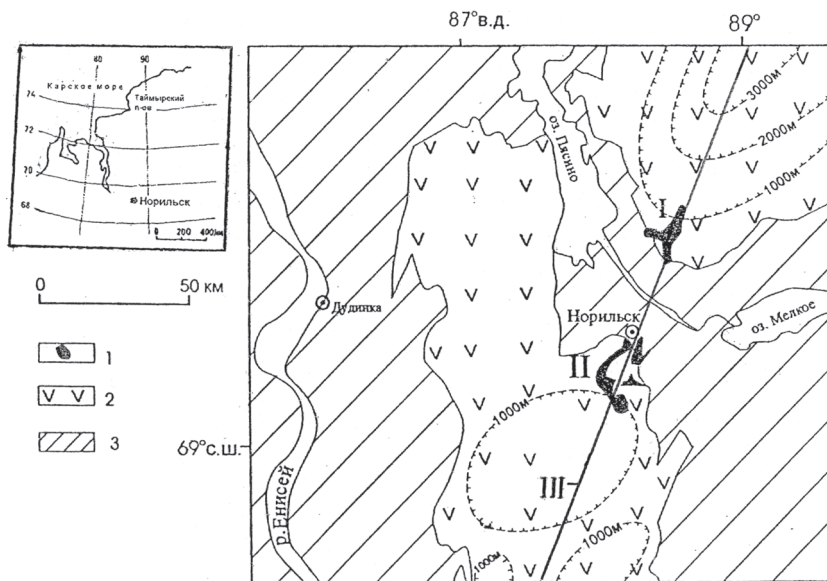 87°в.д.
89°
80 90
Карское море
74
Таймырский
п-ов
72
70
Норильск
68
0 200 400км
0 50 км
1
2
3
69°с.ш.
3000м
2000м
1000м
оз. Пясино
I
Дудинка
Норильск
оз. Мелкое
II
1000м
III
р.Енисей
1000м
1000м